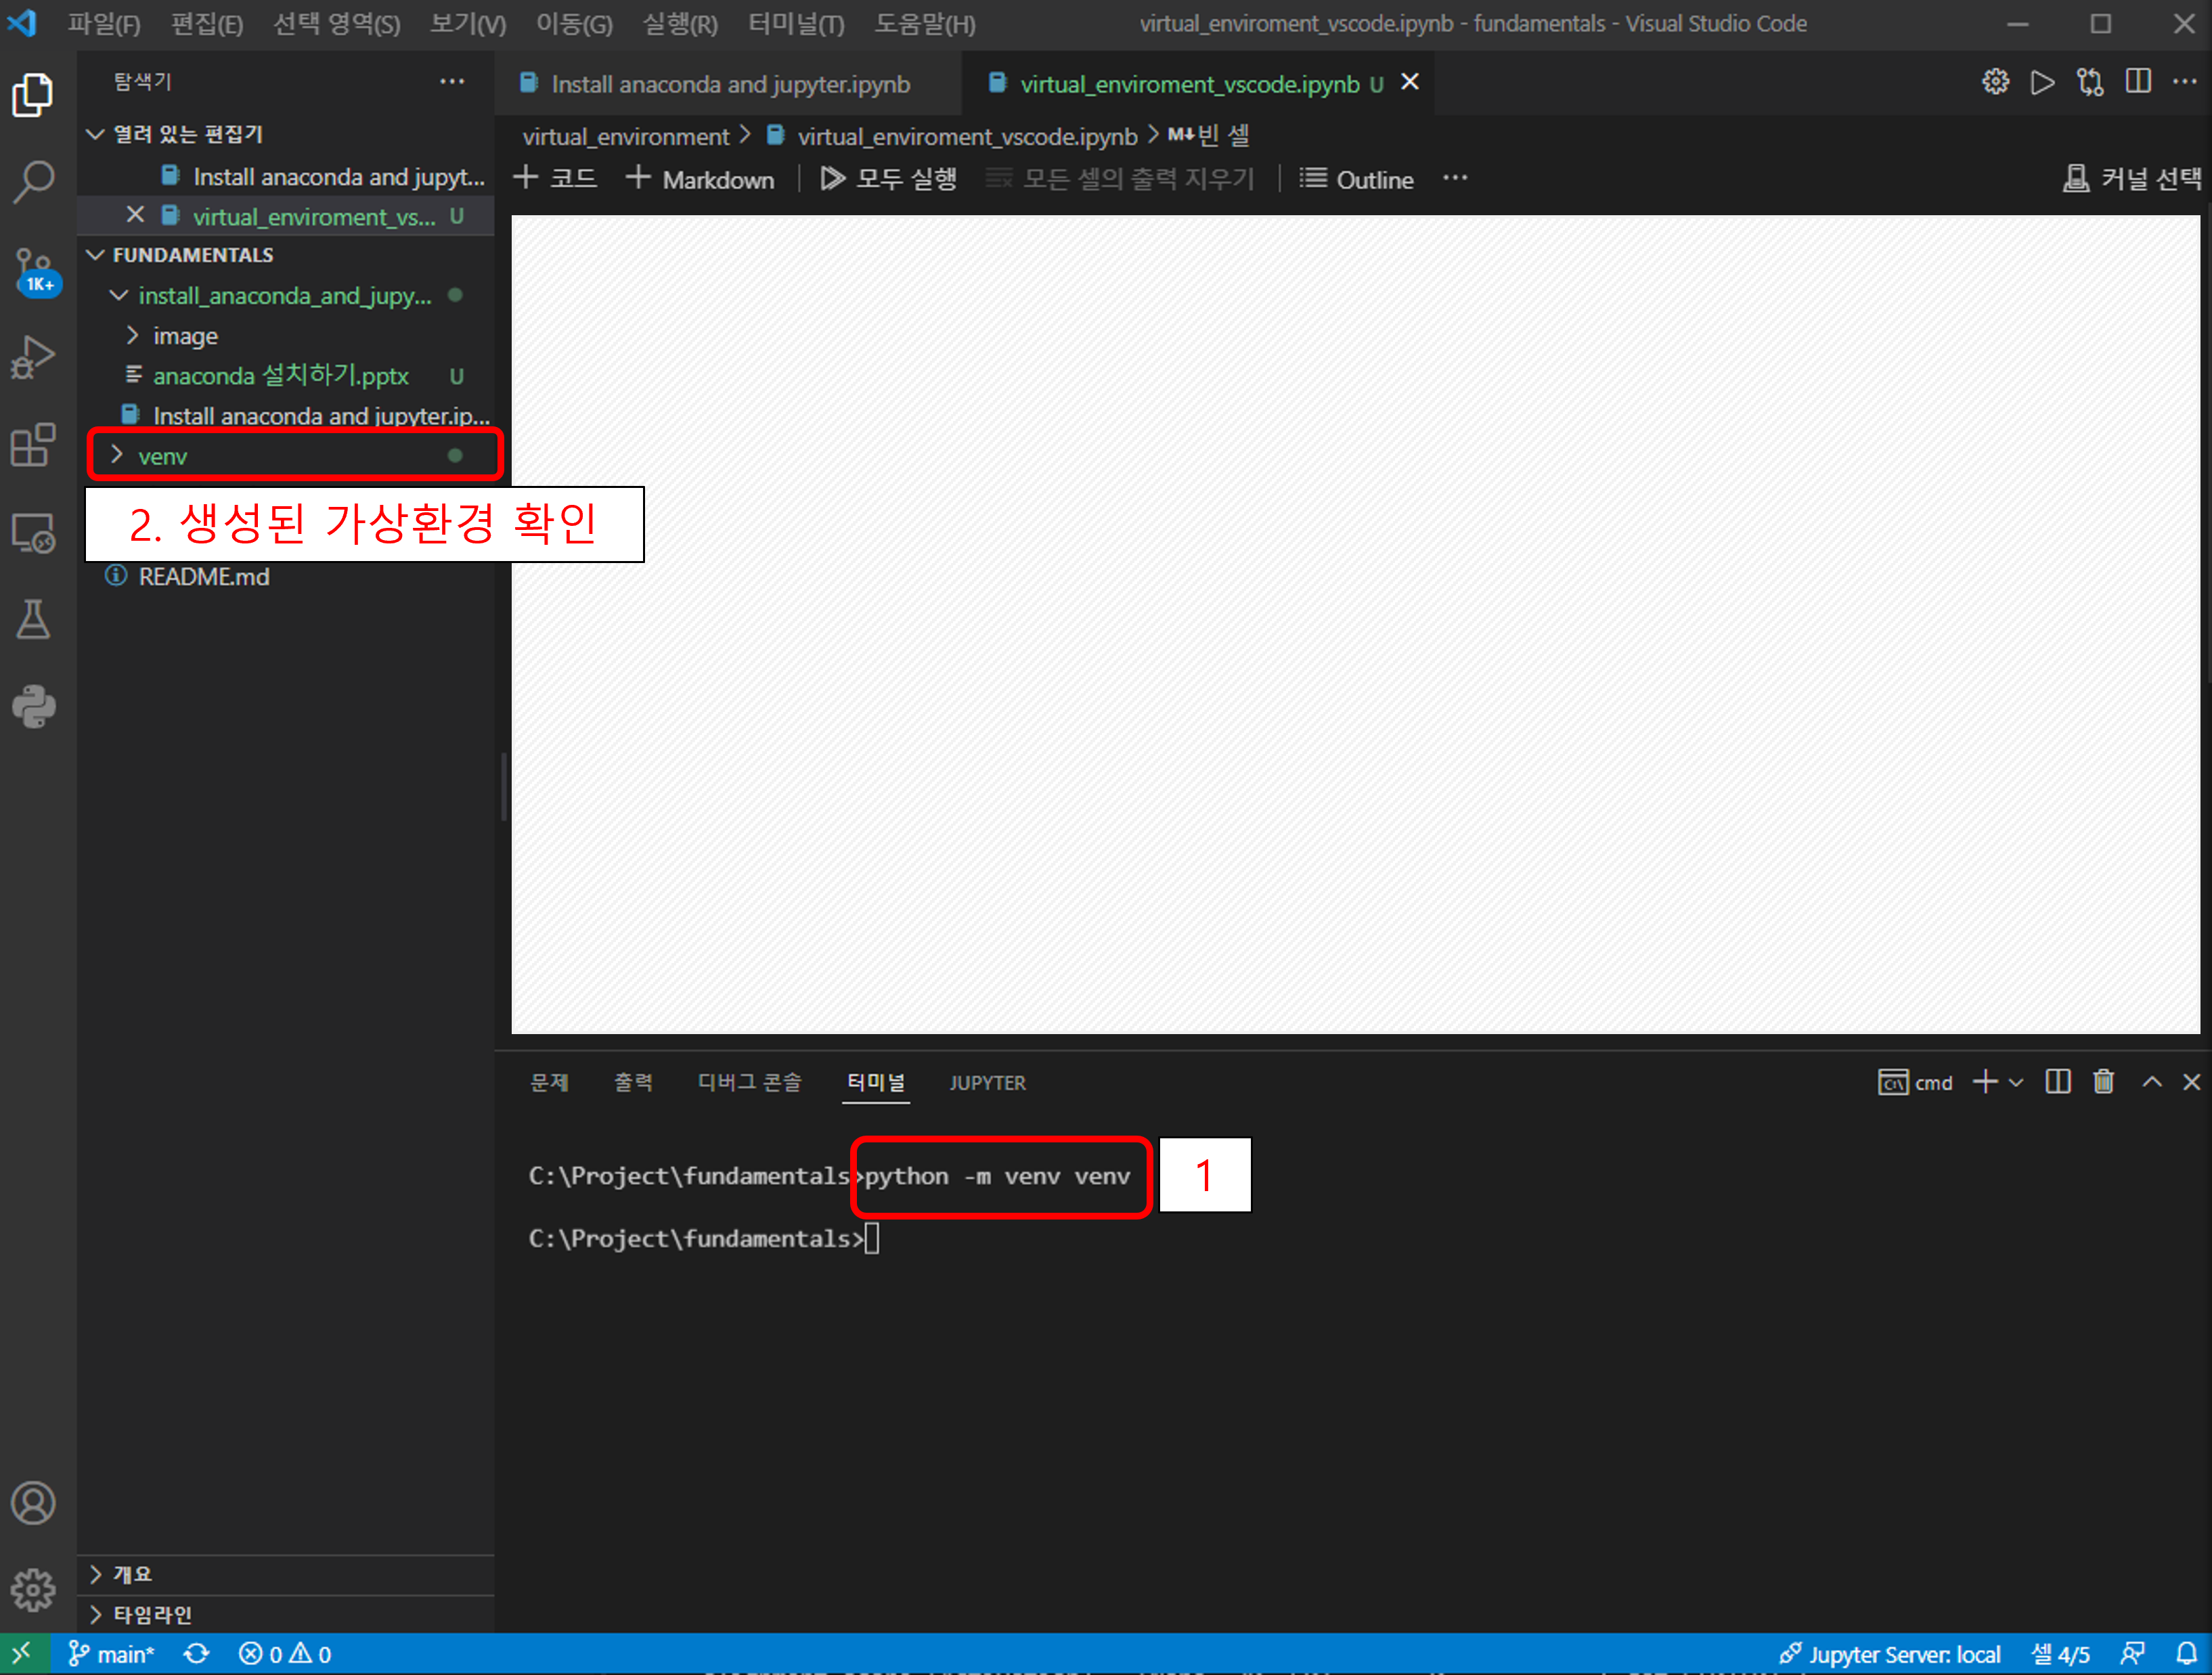 파일(F) 편집(E) 선택 영역(S) 보기(V) 이동(G) 실행(R) 터미널(T) 도움말(H) virtual_enviroment_vscode.ipynb - fundamentals - Visual Studio Code
탐색기
Install anaconda and jupyter.ipynb
virtual_enviroment_vscode.ipynb U
열려 있는 편집기
Install anaconda and jupyt...
virtual_enviroment_vs... U
FUNDAMENTALS
install_anaconda_and_jupy...
image
anaconda 설치하기.pptx U
Install anaconda and jupyter.ip...
venv
2. 생성된 가상환경 확인
README.md
개요
타임라인
1K+
virtual_environment > virtual_enviroment_vscode.ipynb > M↓빈 셀
+ 코드 + Markdown 모두 실행 모든 셀의 출력 지우기 Outline ···
커널 선택
문제 출력 디버그 콘솔 터미널 JUPYTER
cmd
C:\Project\fundamentals>python -m venv venv
1
C:\Project\fundamentals>
main* 0 0
Jupyter Server: local 셀 4/5